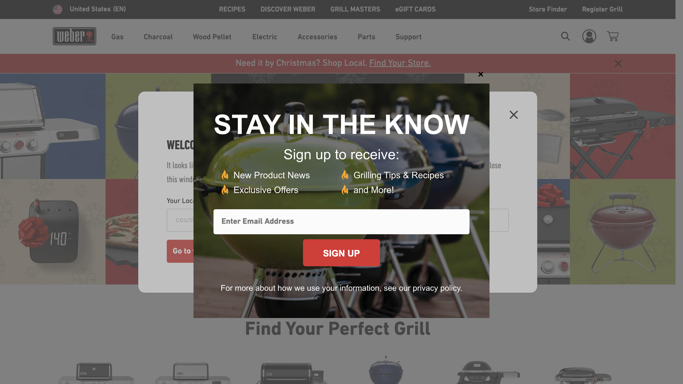 United States (EN)
RECIPES DISCOVER WEBER GRILL MASTERS eGIFT CARDS
Store Finder Register Grill
weber
Gas Charcoal Wood Pellet Electric Accessories Parts Support
Need it by Christmas? Shop Local. Find Your Store.
STAY IN THE KNOW
Sign up to receive:
New Product News
Grilling Tips & Recipes
Exclusive Offers
and More!
Enter Email Address
SIGN UP
For more about how we use your information, see our privacy policy.
WELC
It looks li
lose
this wind
Your Loc
Go to
140
Find Your Perfect Grill